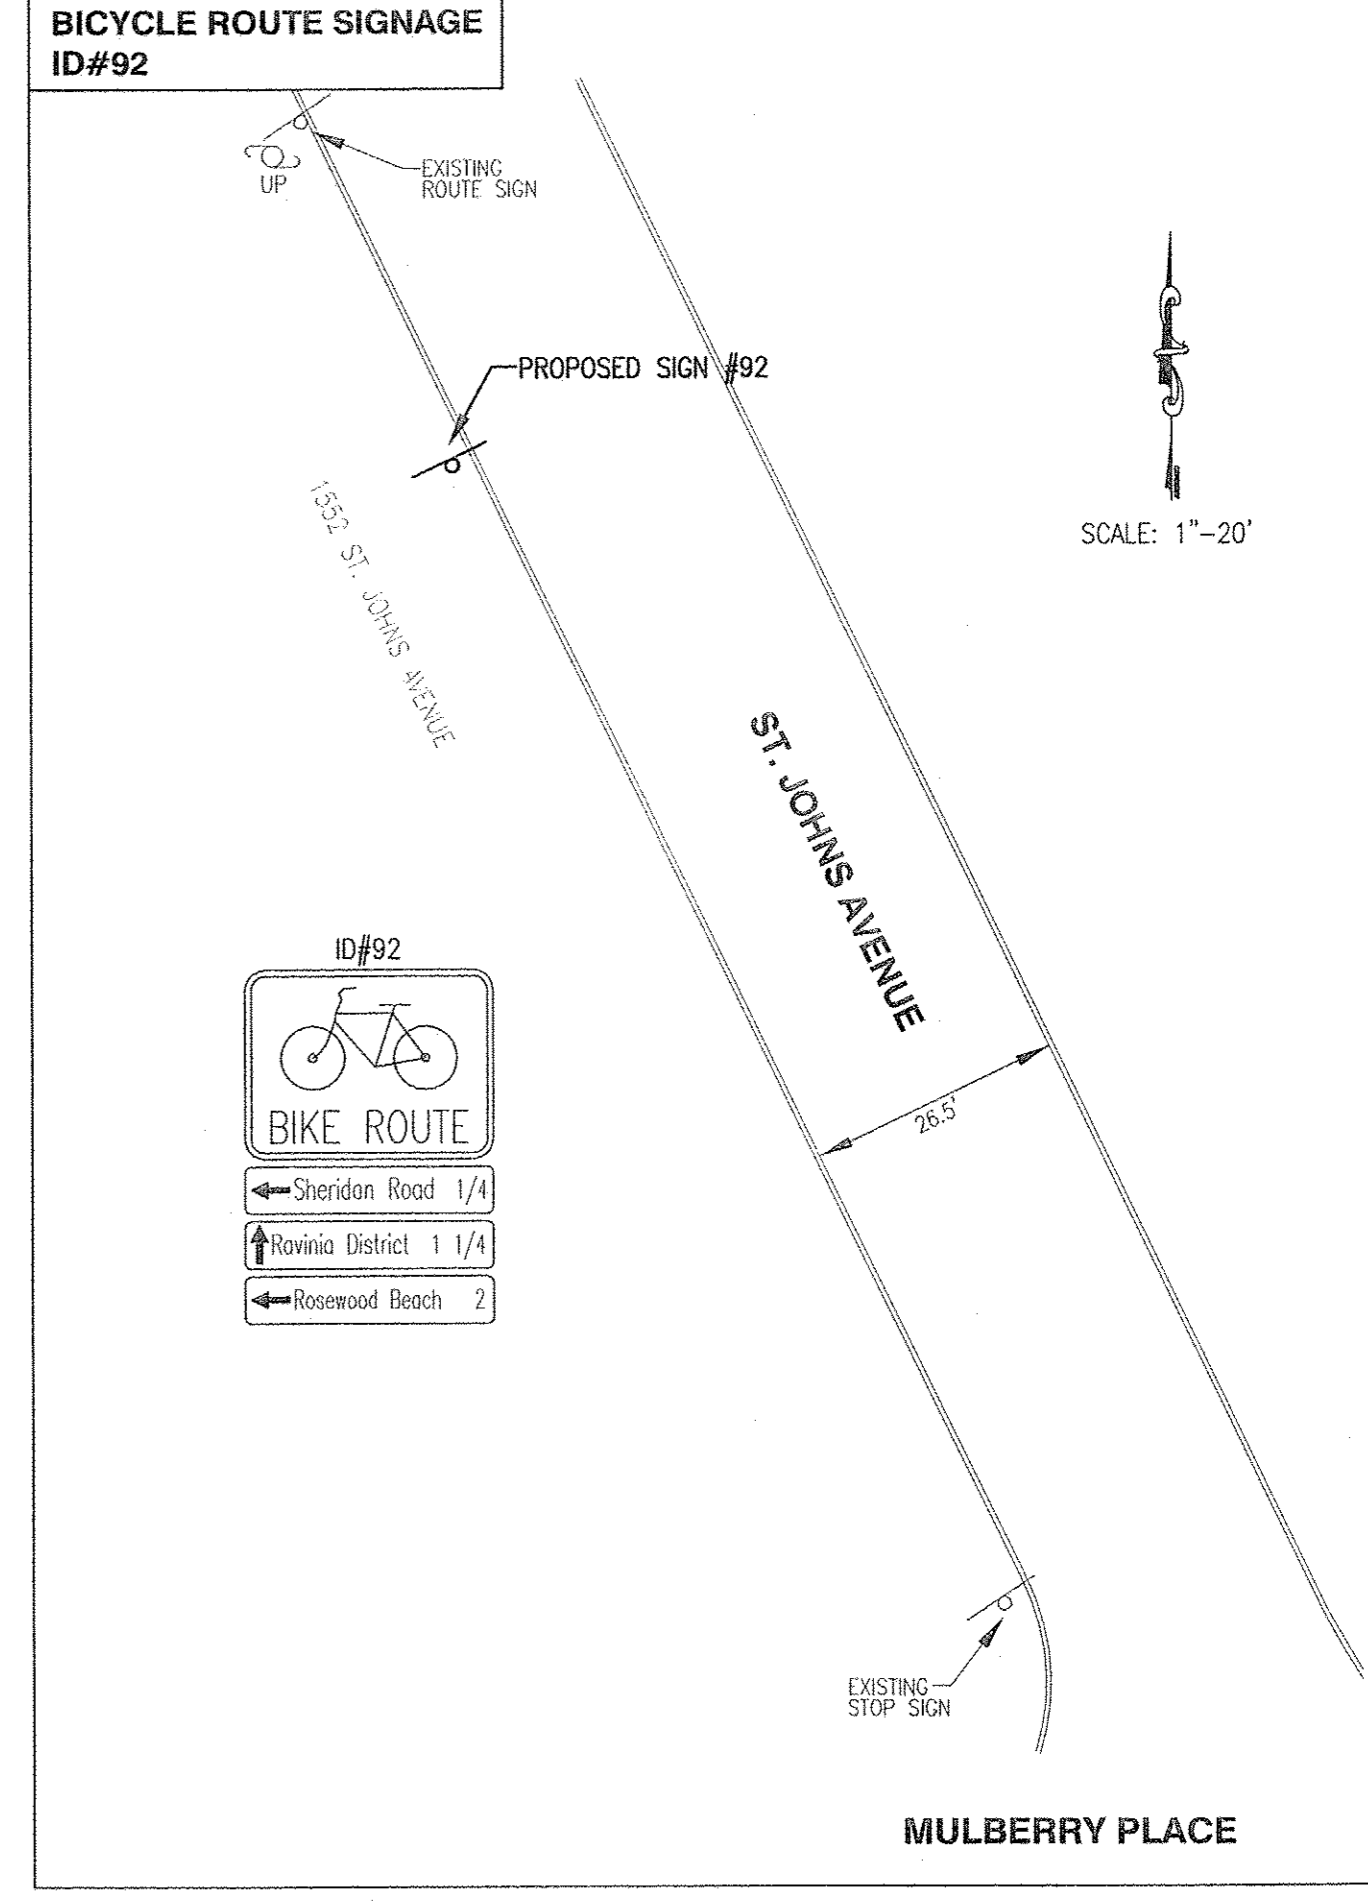 BICYCLE ROUTE SIGNAGE
ID#92
UP
EXISTING
ROUTE SIGN
PROPOSED SIGN #92
1552 ST. JOHNS AVENUE
SCALE: 1"-20'
ST. JOHNS AVENUE
ID#92
BIKE ROUTE
Sheridan Road 1/4
Ravinia District 1 1/4
Rosewood Beach 2
26.5'
EXISTING
STOP SIGN
MULBERRY PLACE